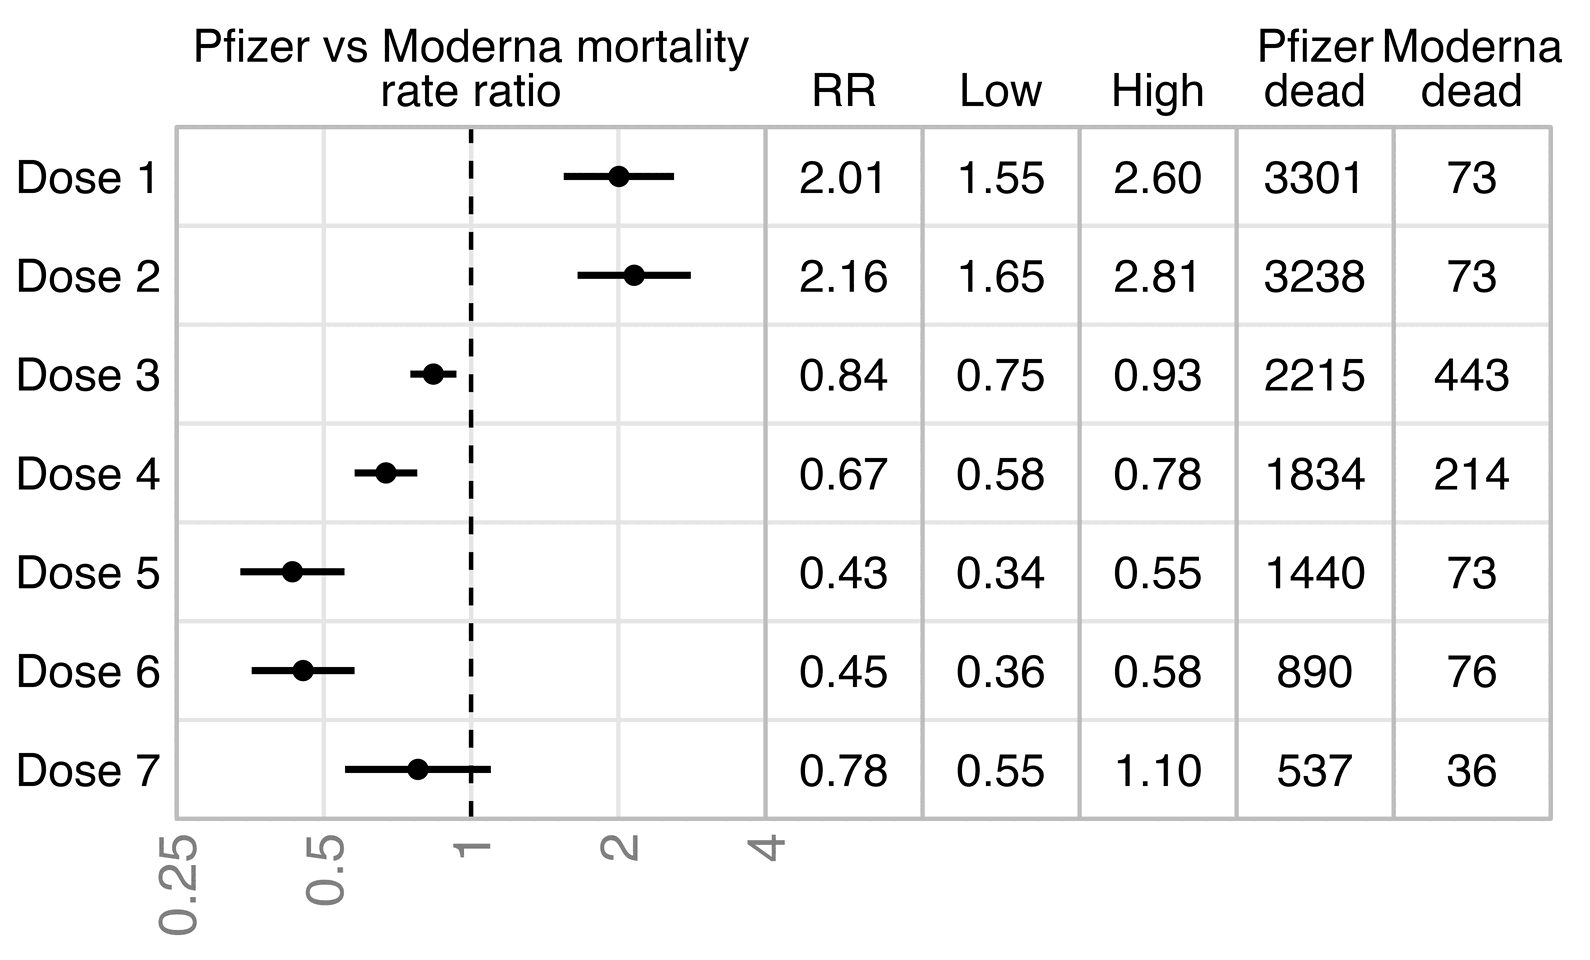 Pfizer vs Moderna mortality
rate ratio
RR Low High Pfizer dead Moderna dead
Dose 1 2.01 1.55 2.60 3301 73
Dose 2 2.16 1.65 2.81 3238 73
Dose 3 0.84 0.75 0.93 2215 443
Dose 4 0.67 0.58 0.78 1834 214
Dose 5 0.43 0.34 0.55 1440 73
Dose 6 0.45 0.36 0.58 890 76
Dose 7 0.78 0.55 1.10 537 36
0.25 0.5 1 2 4